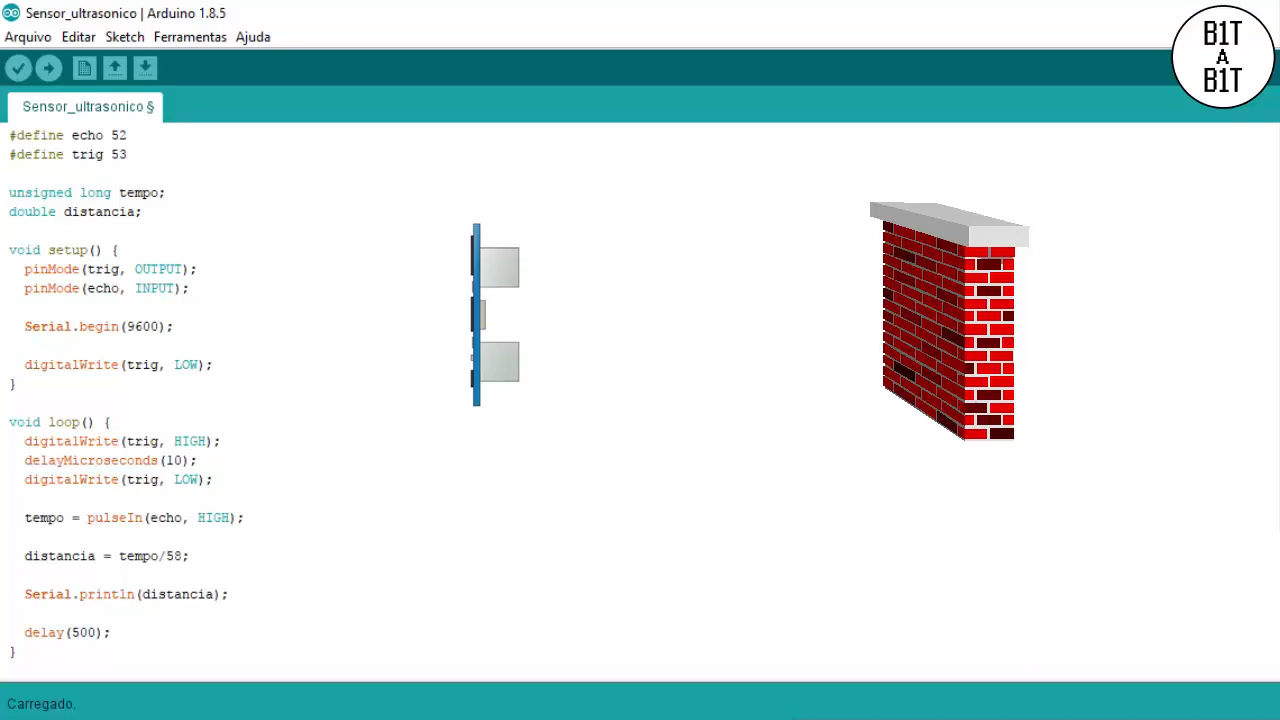 Sensor_ultrasonico | Arduino 1.8.5
Arquivo Editar Sketch Ferramentas Ajuda
B1T
A
B1T
Sensor_ultrasonico §
#define echo 52
#define trig 53
unsigned long tempo;
double distancia;
void setup() {
pinMode(trig, OUTPUT);
pinMode(echo, INPUT);
Serial.begin(9600);
digitalWrite(trig, LOW);
}
void loop() {
digitalWrite(trig, HIGH);
delayMicroseconds(10);
digitalWrite(trig, LOW);
tempo = pulseIn(echo, HIGH);
distancia = tempo/58;
Serial.println(distancia);
delay(500);
}
Carregado.